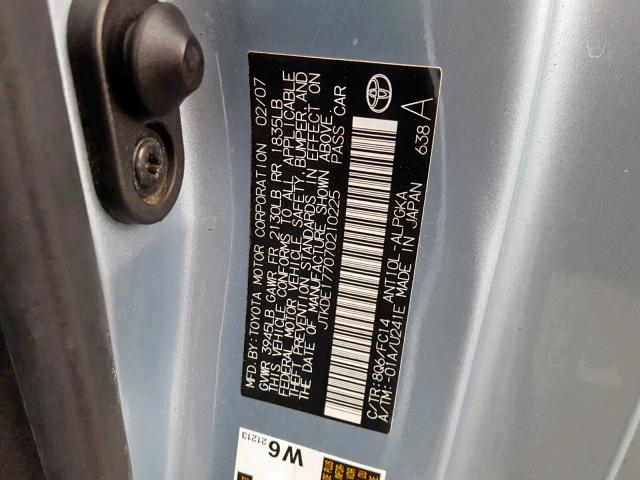 MFD.BY:TOYOTA MOTOR CORPORATION 02/07
GVWR 3945LB GAWR FR 2130LB RR 1835LB
THIS VEHICLE CONFORMS TO ALL APPLICABLE
FEDERAL MOTOR VEHICLE SAFETY, BUMPER, AND
THEFT PREVENTION STANDARDS IN EFFECT ON
THE DATE OF MANUFACTURE SHOWN ABOVE.
JTKDE177070210225 PASS CAR
C/TR:8Q6/FC14 ANT10L-ALPGKA
A/TM:-01A/U241E MADE IN JAPAN
638 A
W6
21213